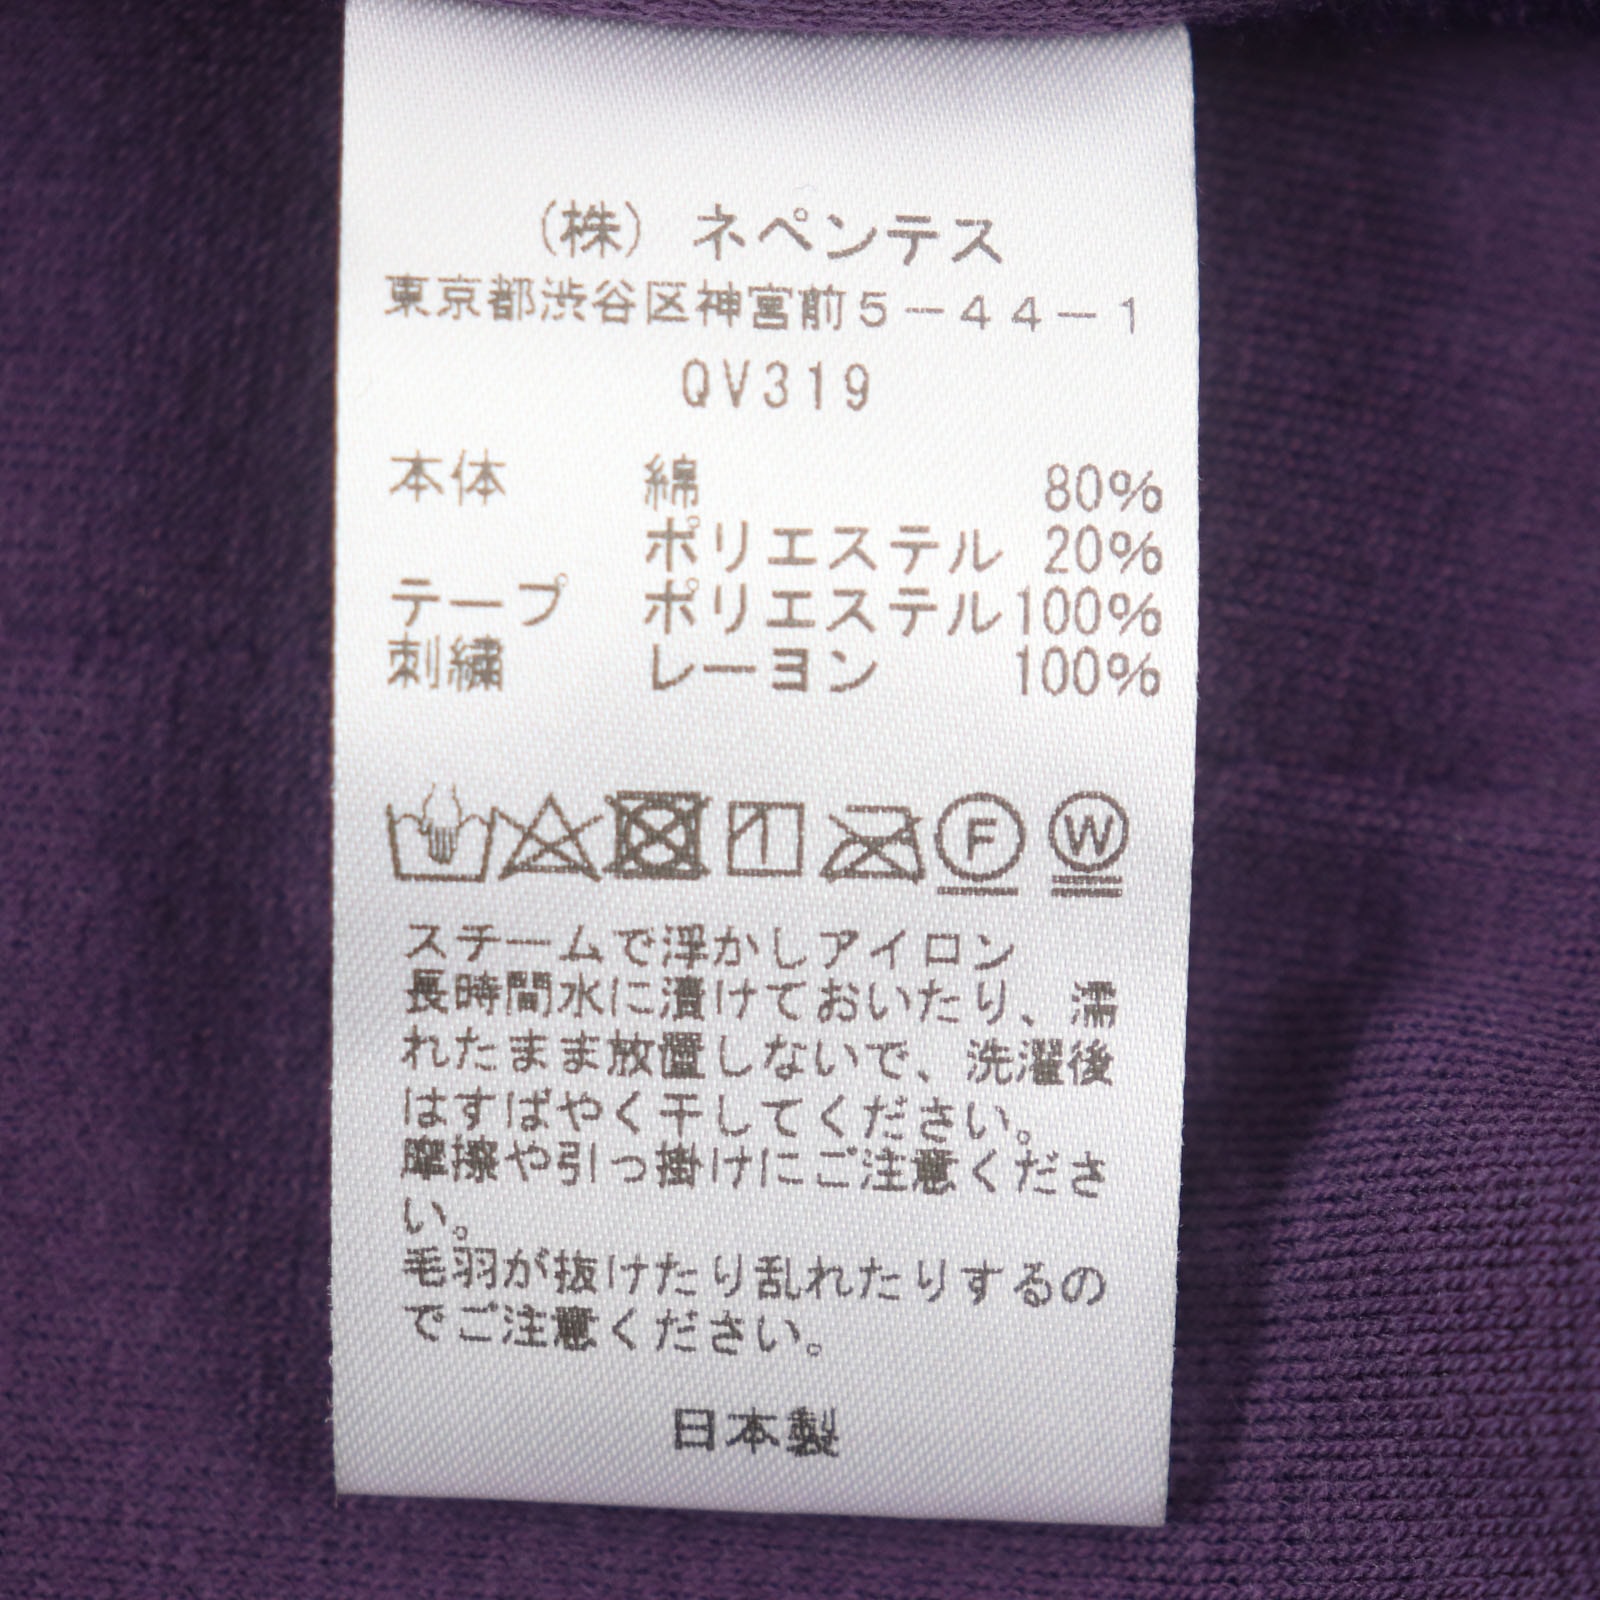 （株）ネペンテス
東京都渋谷区神宮前５－４４－１
QV319
本体 綿 80%
ポリエステル 20%
テープ ポリエステル 100%
刺繍 レーヨン 100%
F W
スチームで浮かしアイロン
長時間水に漬けておいたり、濡
れたまま放置しないで、洗濯後
はすばやく干してください。
摩擦や引っ掛けにご注意くださ
い。
毛羽が抜けたり乱れたりするの
でご注意ください。
日本製